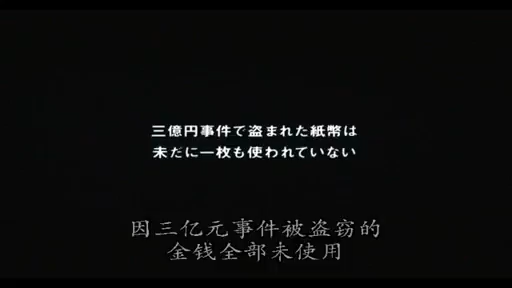 三億円事件で盗まれた紙幣は
未だに一枚も使われていない
因三亿元事件被盗窃的
金钱全部未使用